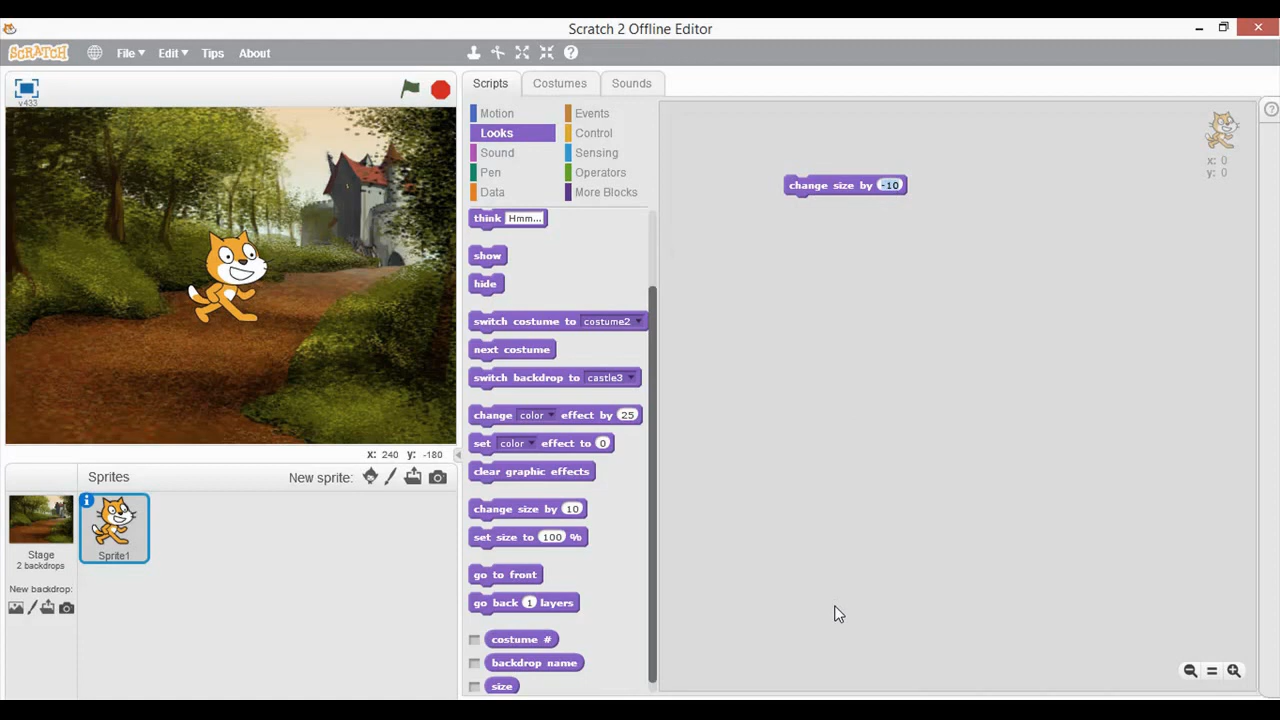 Scratch 2 Offline Editor
SCRATCH File Edit Tips About
v433
Scripts Costumes Sounds
Motion Events
Looks Control
Sound Sensing
Pen Operators
Data More Blocks
think Hmm...
show
hide
switch costume to costume2
next costume
switch backdrop to castle3
change color effect by 25
set color effect to 0
clear graphic effects
change size by 10
set size to 100 %
go to front
go back 1 layers
costume #
backdrop name
size
change size by -10
x: 0
y: 0
x: 240 y: -180
Sprites New sprite:
Stage
2 backdrops
New backdrop:
Sprite1